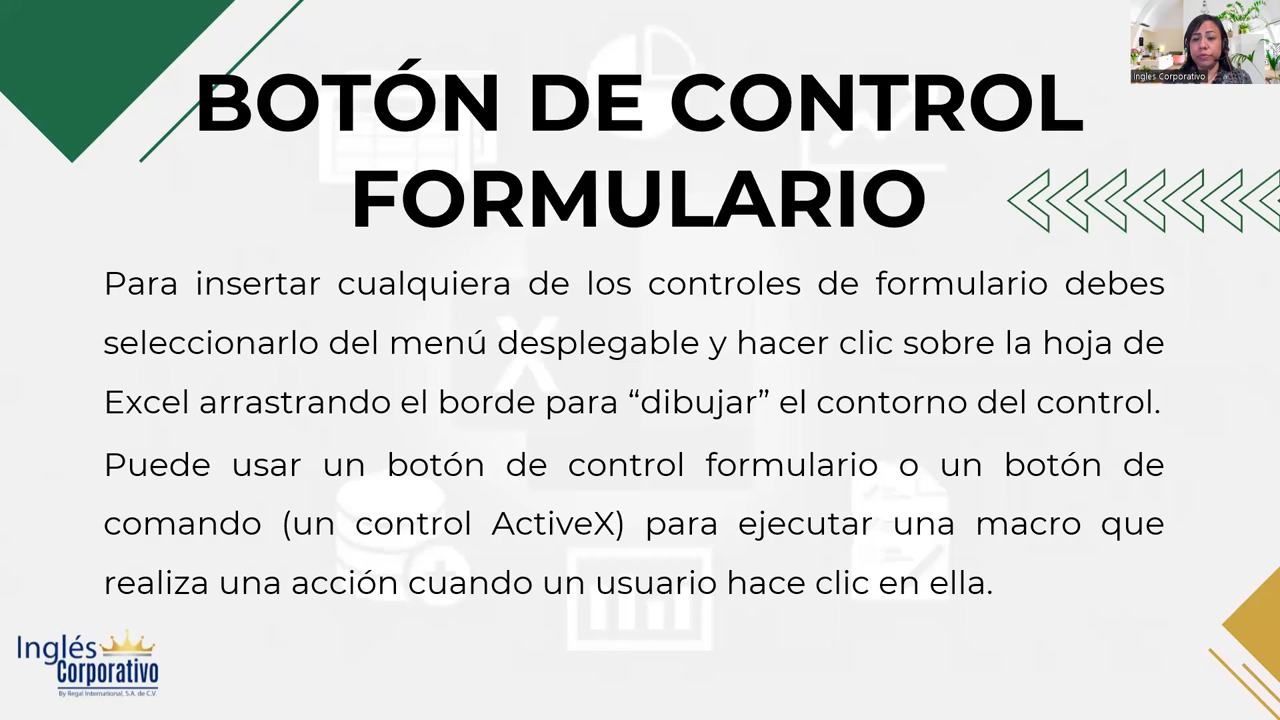 Ingles Corporativo
BOTÓN DE CONTROL
FORMULARIO
Para insertar cualquiera de los controles de formulario debes
seleccionarlo del menú desplegable y hacer clic sobre la hoja de
Excel arrastrando el borde para “dibujar” el contorno del control.
Puede usar un botón de control formulario o un botón de
comando (un control ActiveX) para ejecutar una macro que
realiza una acción cuando un usuario hace clic en ella.
X
Inglés
Corporativo
By Regal International, S.A. de C.V.